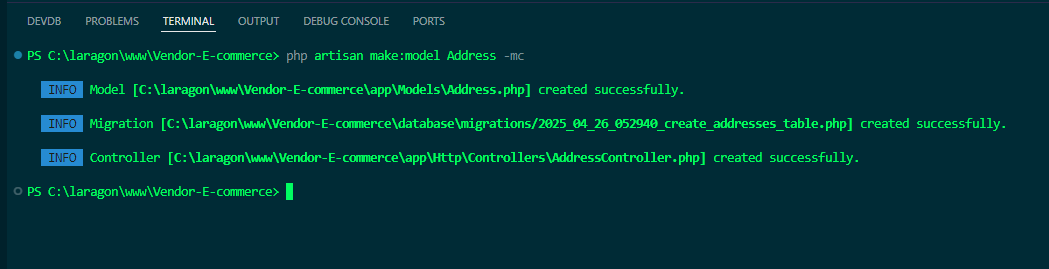 DEVDB PROBLEMS TERMINAL OUTPUT DEBUG CONSOLE PORTS
PS C:\laragon\www\Vendor-E-commerce> php artisan make:model Address -mc
INFO Model [C:\laragon\www\Vendor-E-commerce\app\Models\Address.php] created successfully.
INFO Migration [C:\laragon\www\Vendor-E-commerce\database\migrations/2025_04_26_052940_create_addresses_table.php] created successfully.
INFO Controller [C:\laragon\www\Vendor-E-commerce\app\Http\Controllers\AddressController.php] created successfully.
PS C:\laragon\www\Vendor-E-commerce>